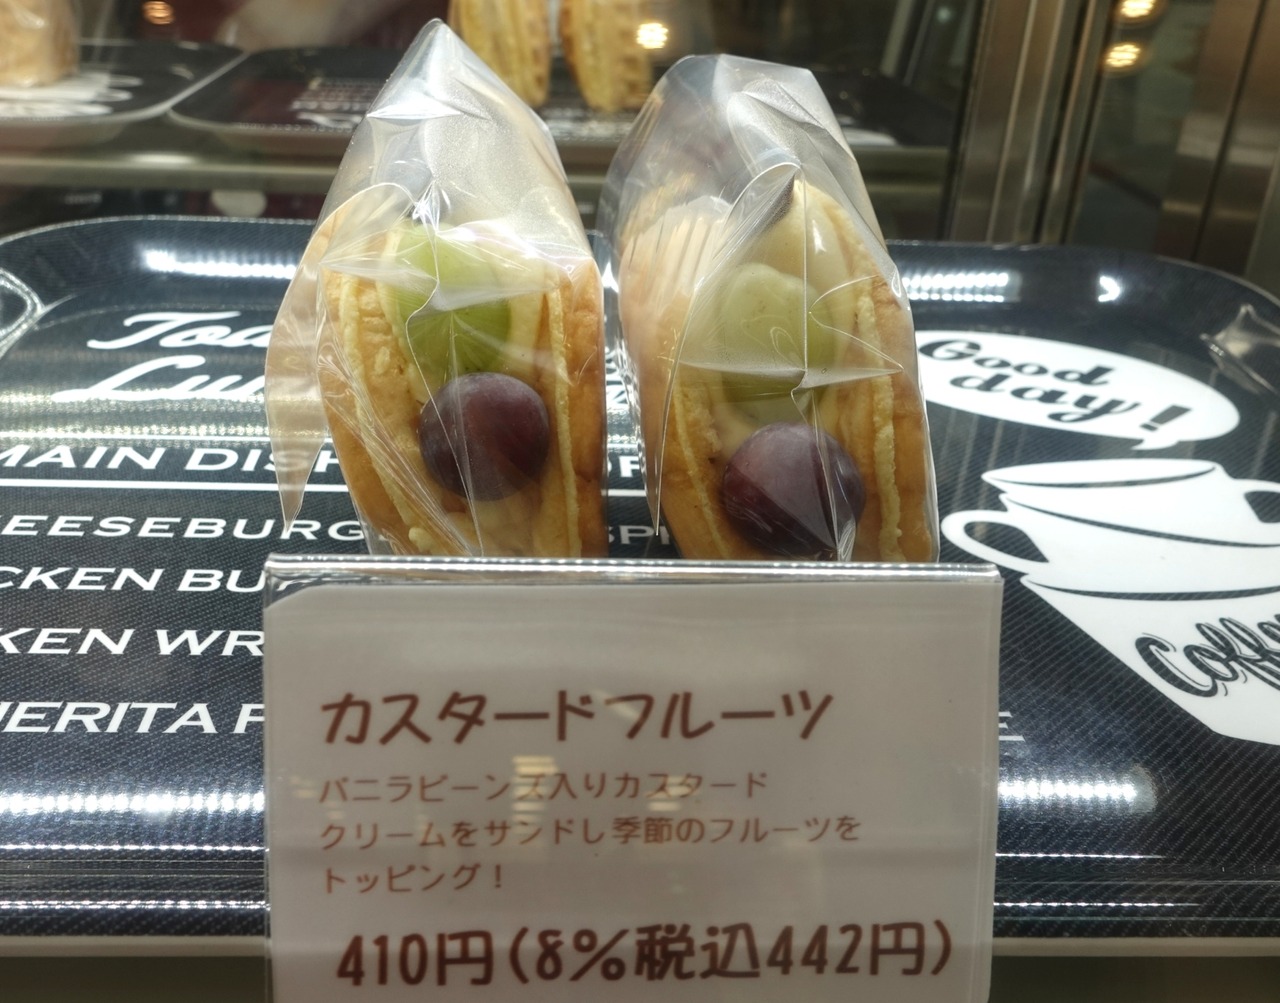 Good
day!
MAIN DISH
CKEN BU
KEN WR
Coffee
カスタードフルーツ
バニラビーンズ入りカスタード
クリームをサンドし季節のフルーツを
トッピング！
410円(8%税込442円)